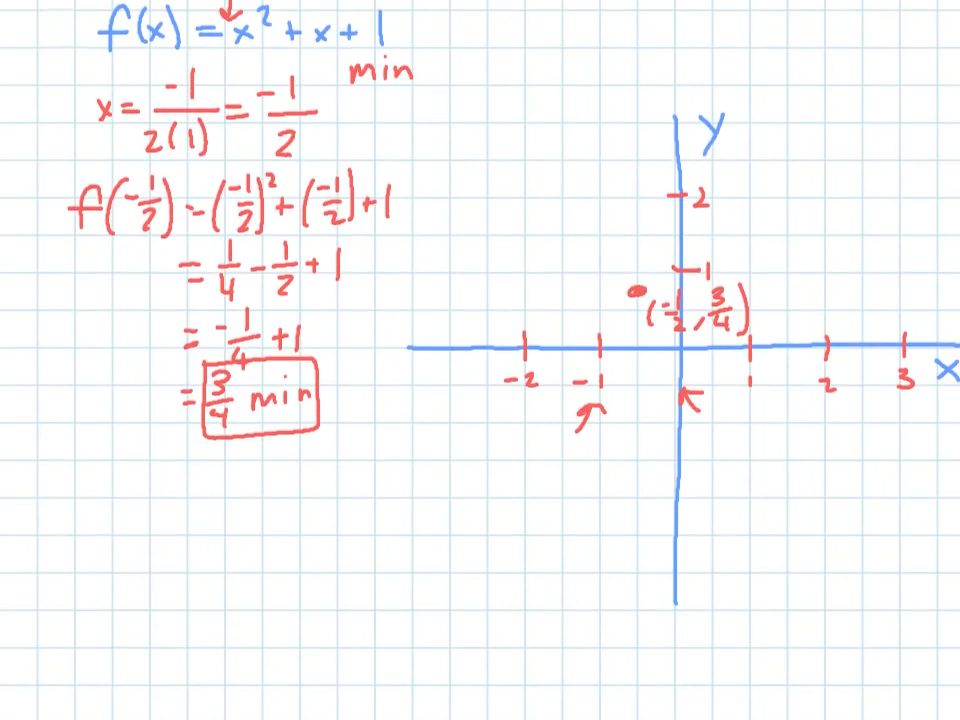 f(x) = x² + x + 1
min
x = -1/2(1) = -1/2
f(-1/2) = (-1/2)² + (-1/2) + 1
= 1/4 - 1/2 + 1
= -1/4 + 1
= 3/4 min
y
2
1
(-1/2, 3/4)
-2 -1 1 2 3 x